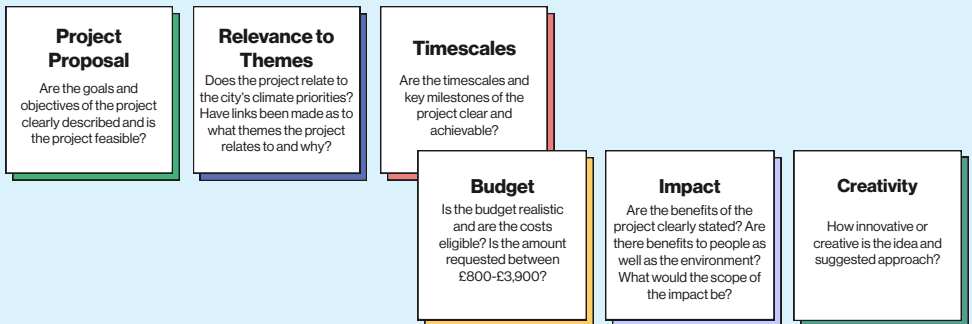 Project
Proposal
Are the goals and
objectives of the project
clearly described and is
the project feasible?
Relevance to
Themes
Does the project relate to
the city's climate priorities?
Have links been made as to
what themes the project
relates to and why?
Timescales
Are the timescales and
key milestones of the
project clear and
achievable?
Budget
Is the budget realistic
and are the costs
eligible? Is the amount
requested between
£800-£3,900?
Impact
Are the benefits of the
project clearly stated? Are
there benefits to people as
well as the environment?
What would the scope of
the impact be?
Creativity
How innovative or
creative is the idea and
suggested approach?